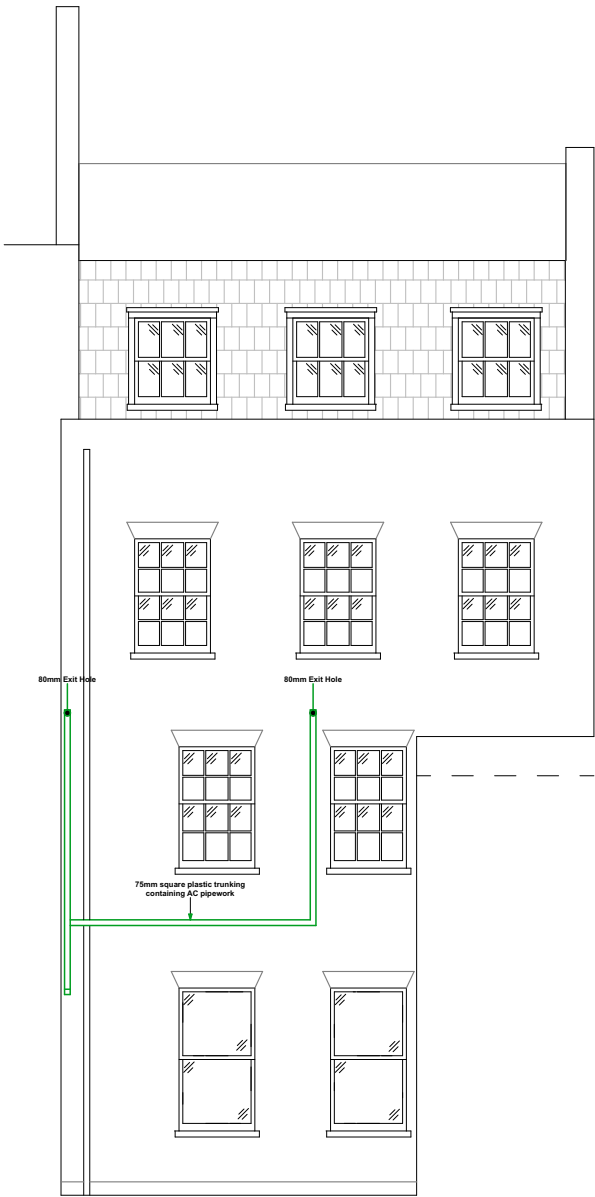 80mm Exit Hole
80mm Exit Hole
75mm square plastic trunking
containing AC pipework